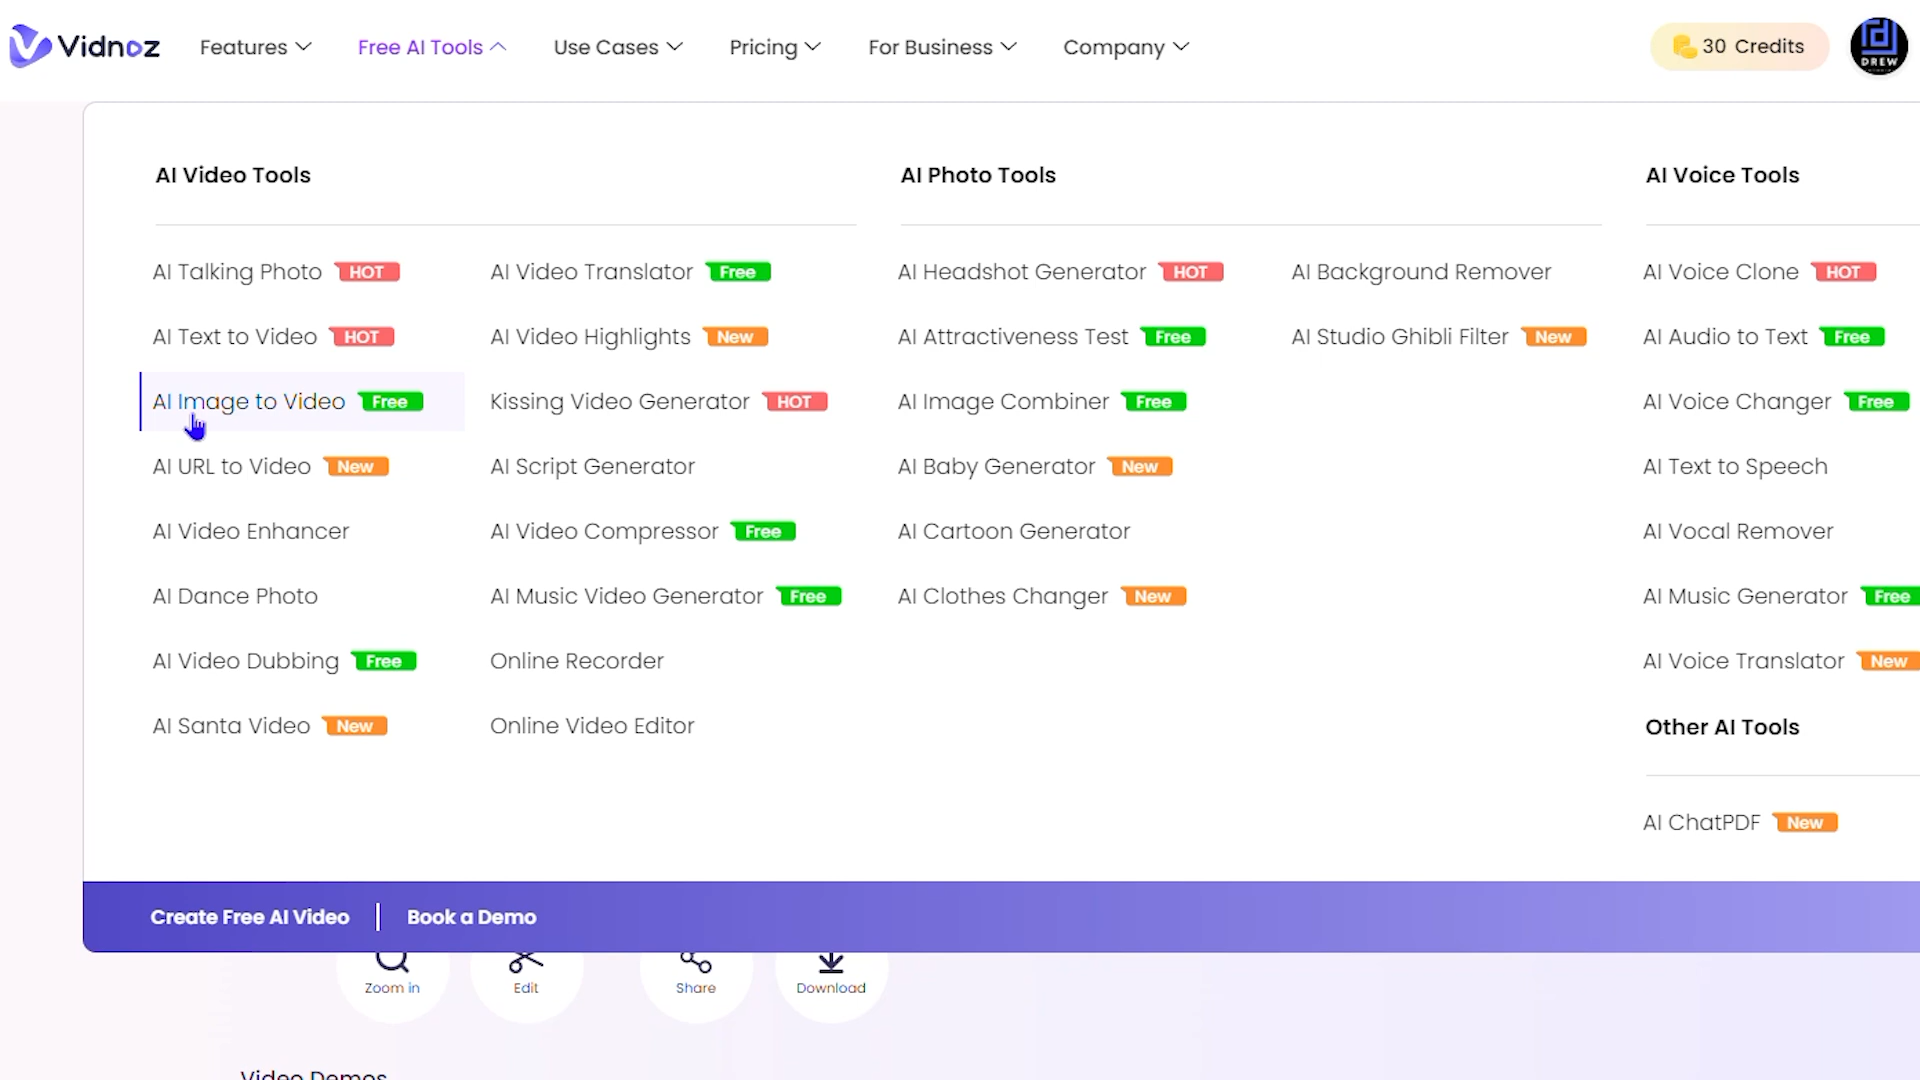 Vidnoz
Features
Free AI Tools
Use Cases
Pricing
For Business
Company
30 Credits
DREW
AI Video Tools
AI Talking Photo HOT
AI Text to Video HOT
AI Image to Video Free
AI URL to Video New
AI Video Enhancer
AI Dance Photo
AI Video Dubbing Free
AI Santa Video New
AI Video Translator Free
AI Video Highlights New
Kissing Video Generator HOT
AI Script Generator
AI Video Compressor Free
AI Music Video Generator Free
Online Recorder
Online Video Editor
AI Photo Tools
AI Headshot Generator HOT
AI Attractiveness Test Free
AI Image Combiner Free
AI Baby Generator New
AI Cartoon Generator
AI Clothes Changer New
AI Background Remover
AI Studio Ghibli Filter New
AI Voice Tools
AI Voice Clone HOT
AI Audio to Text Free
AI Voice Changer Free
AI Text to Speech
AI Vocal Remover
AI Music Generator Free
AI Voice Translator New
Other AI Tools
AI ChatPDF New
Create Free AI Video
Book a Demo
Zoom in
Edit
Share
Download
Video Demos